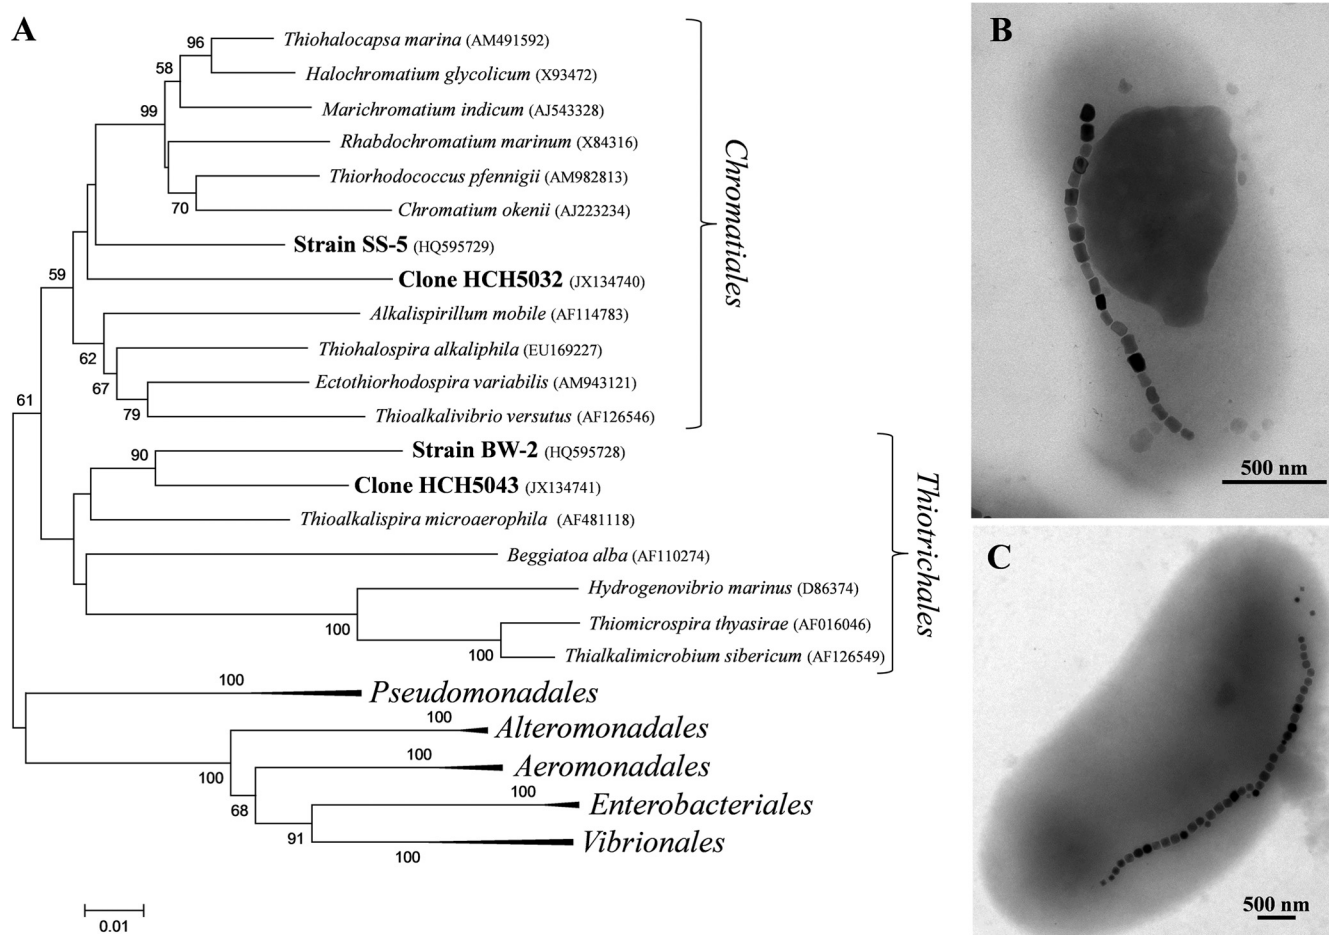 A
96
Thiohalocapsa marina (AM491592)
58
Halochromatium glycolicum (X93472)
99
Marichromatium indicum (AJ543328)
Rhabdochromatium marinum (X84316)
Thiorhodococcus pfennigii (AM982813)
70
Chromatium okenii (AJ223234)
Strain SS-5 (HQ595729)
59
Clone HCH5032 (JX134740)
Alkalispirillum mobile (AF114783)
62
Thiohalospira alkaliphila (EU169227)
67
Ectothiorhodospira variabilis (AM943121)
79
Thioalkalivibrio versutus (AF126546)
Chromatiales
61
90
Strain BW-2 (HQ595728)
Clone HCH5043 (JX134741)
Thioalkalispira microaerophila (AF481118)
Beggiatoa alba (AF110274)
Hydrogenovibrio marinus (D86374)
100
Thiomicrospira thyasirae (AF016046)
100
Thialkalimicrobium sibericum (AF126549)
Thiotrichales
100
Pseudomonadales
100
Alteromonadales
100
100
Aeromonadales
68
100
Enterobacteriales
91
100
Vibrionales
0.01
B
500 nm
C
500 nm